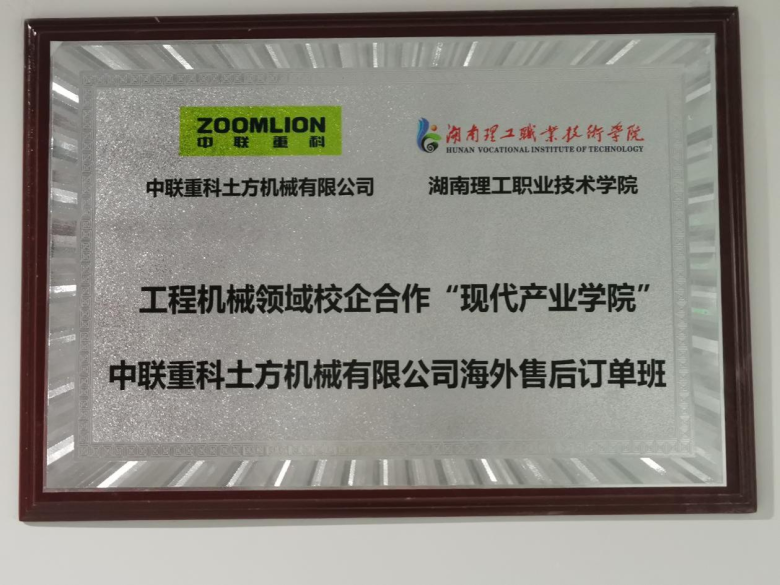 ZOOMLION
中联重科
湖南理工職業技術学院
HUNAN VOCATIONAL INSTITUTE OF TECHNOLOGY
中联重科土方机械有限公司
湖南理工职业技术学院
工程机械领域校企合作“现代产业学院”
中联重科土方机械有限公司海外售后订单班